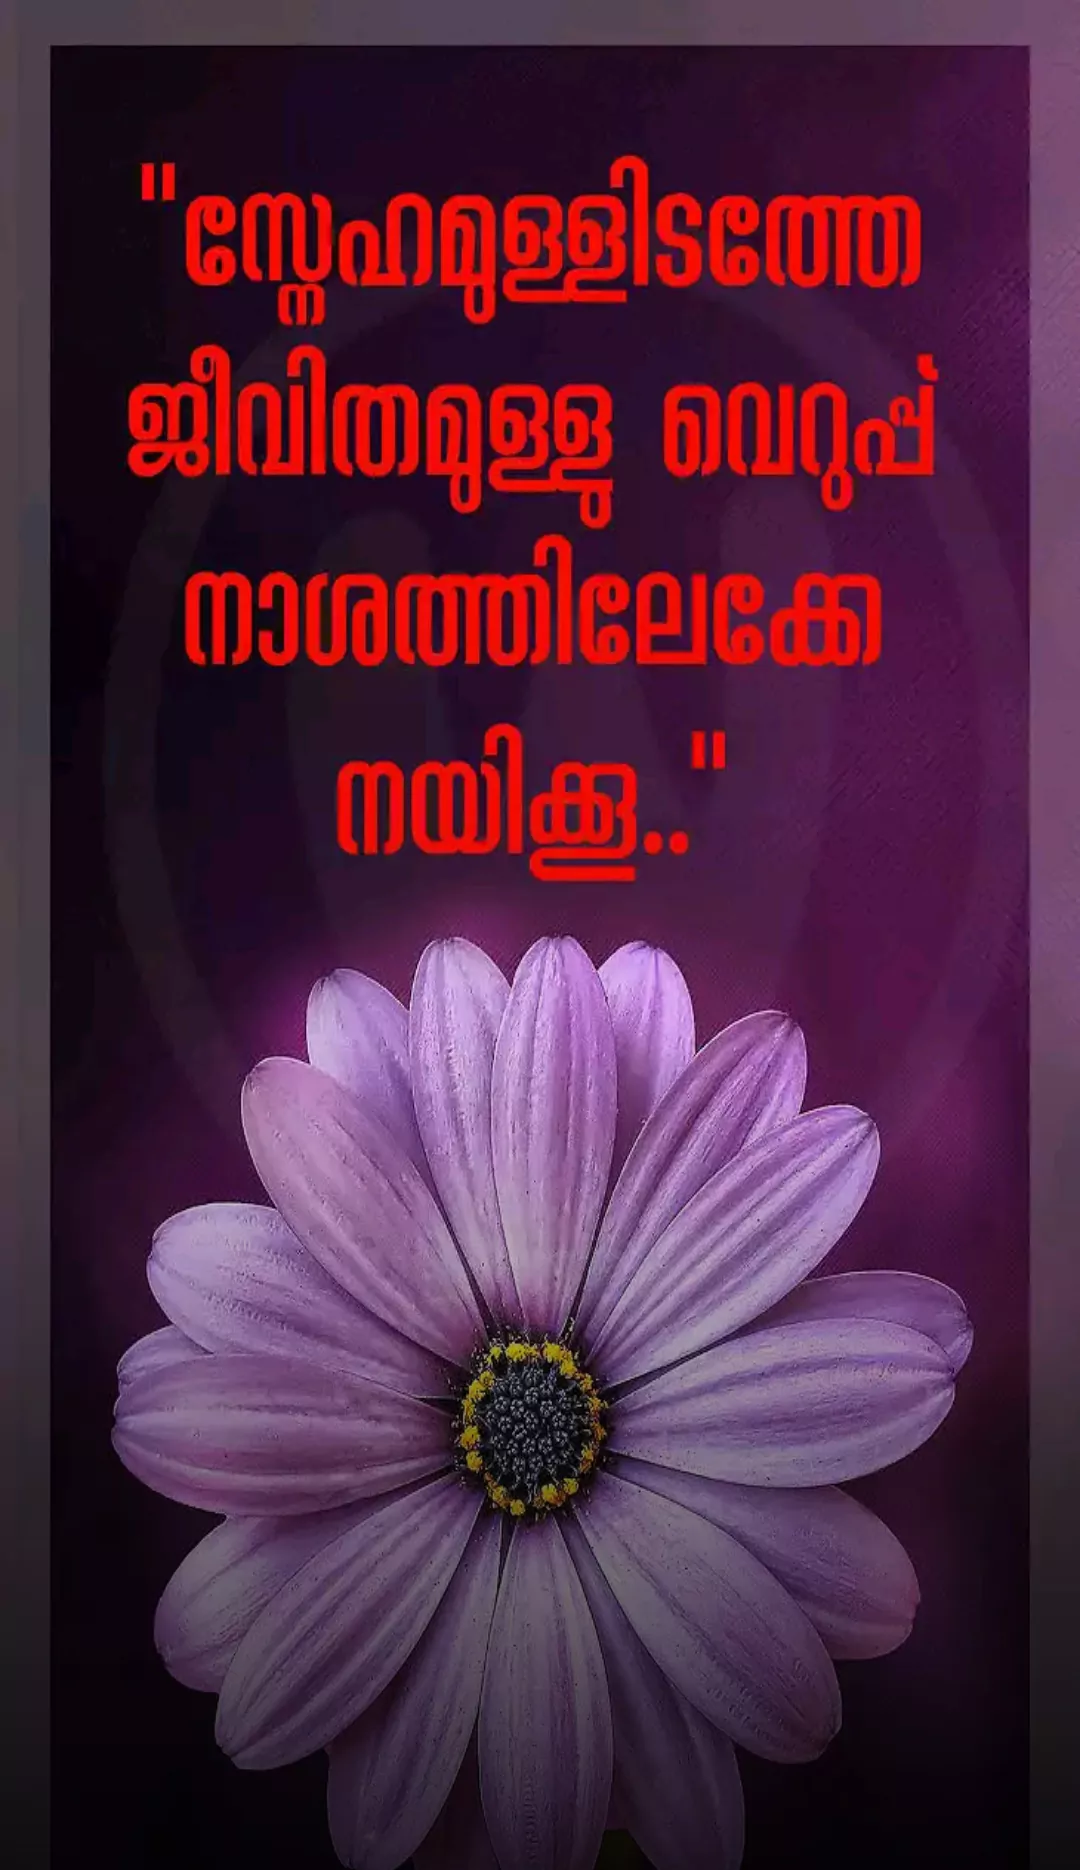 "സ്നേഹമുള്ളിടത്തേ
ജീവിതമുള്ളു വെറുപ്പ്
നാശത്തിലേക്കേ
നയിക്കൂ.."